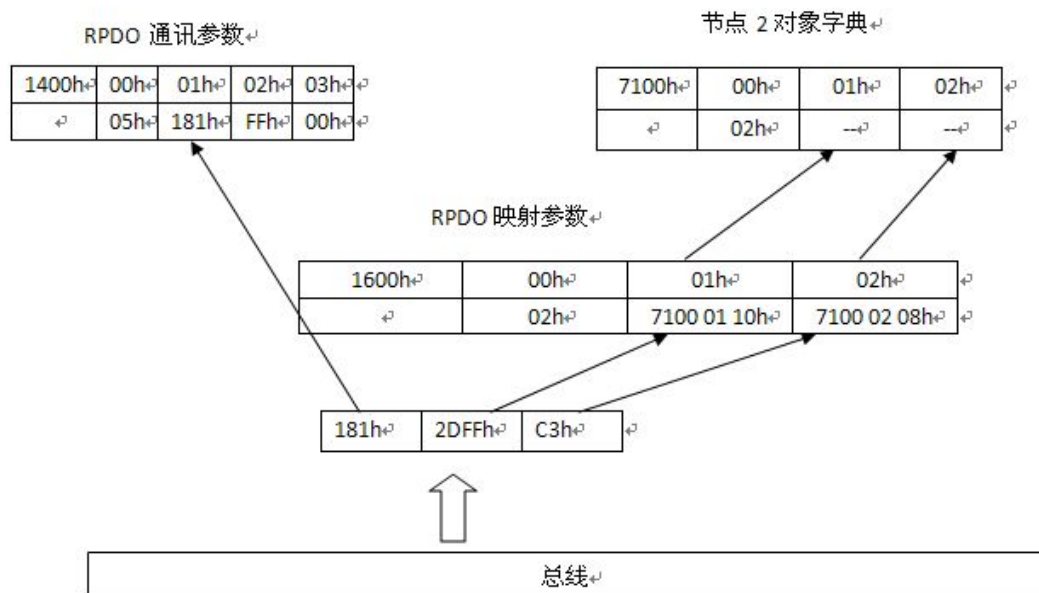 节点 2 对象字典
RPDO 通讯参数
1400h 00h 01h 02h 03h
05h 181h FFh 00h
7100h 00h 01h 02h
02h -- --
RPDO 映射参数
1600h 00h 01h 02h
02h 7100 01 10h 7100 02 08h
181h 2DFFh C3h
总线